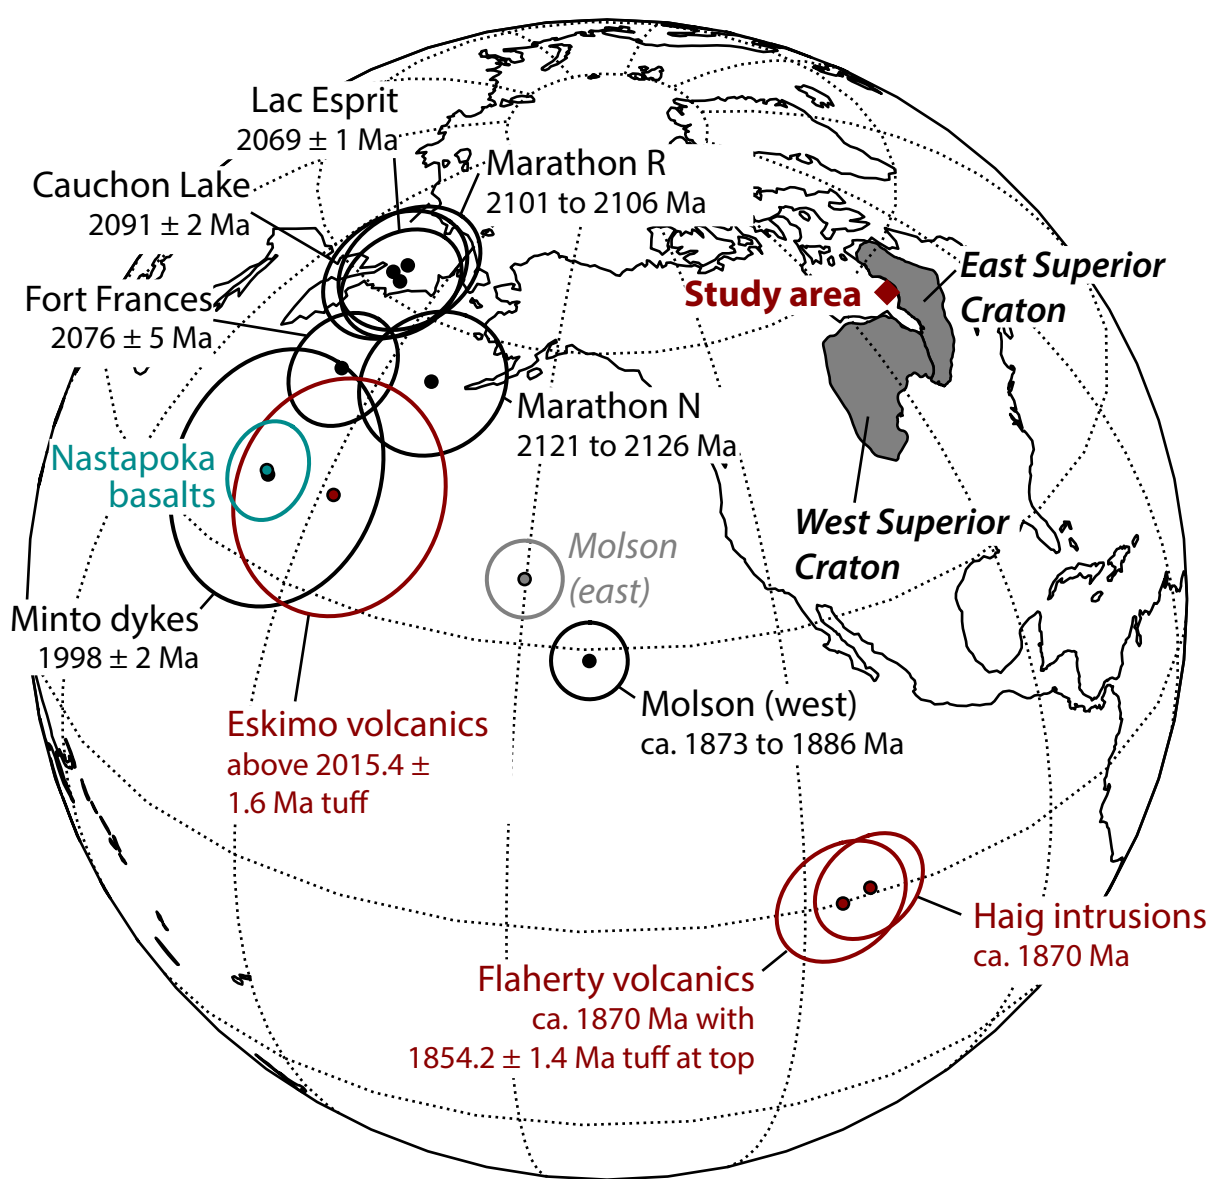 Lac Esprit
2069 ± 1 Ma
Marathon R
2101 to 2106 Ma
Cauchon Lake
2091 ± 2 Ma
Fort Frances
2076 ± 5 Ma
East Superior
Craton
Study area
Marathon N
2121 to 2126 Ma
Nastapoka
basalts
West Superior
Craton
Molson
(east)
Minto dykes
1998 ± 2 Ma
Molson (west)
ca. 1873 to 1886 Ma
Eskimo volcanics
above 2015.4 ±
1.6 Ma tuff
Haig intrusions
ca. 1870 Ma
Flaherty volcanics
ca. 1870 Ma with
1854.2 ± 1.4 Ma tuff at top